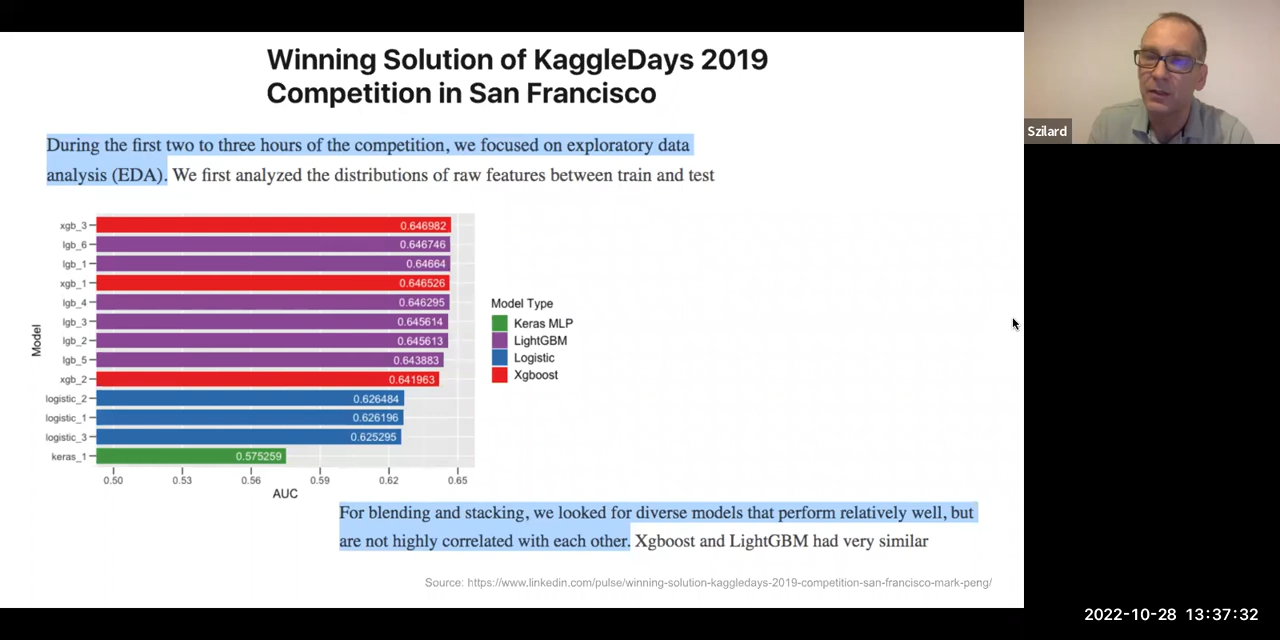 Winning Solution of KaggleDays 2019
Competition in San Francisco
Szilard
During the first two to three hours of the competition, we focused on exploratory data
analysis (EDA). We first analyzed the distributions of raw features between train and test
Model
xgb_3 0.646982
lgb_6 0.646746
lgb_1 0.64664
xgb_1 0.646526
lgb_4 0.646295
lgb_3 0.645614
lgb_2 0.645613
lgb_5 0.643883
xgb_2 0.641963
logistic_2 0.626484
logistic_1 0.626196
logistic_3 0.625295
keras_1 0.575259
0.50 0.53 0.56 0.59 0.62 0.65
AUC
Model Type
Keras MLP
LightGBM
Logistic
Xgboost
For blending and stacking, we looked for diverse models that perform relatively well, but
are not highly correlated with each other. Xgboost and LightGBM had very similar
Source: https://www.linkedin.com/pulse/winning-solution-kaggledays-2019-competition-san-francisco-mark-peng/
2022-10-28 13:37:32